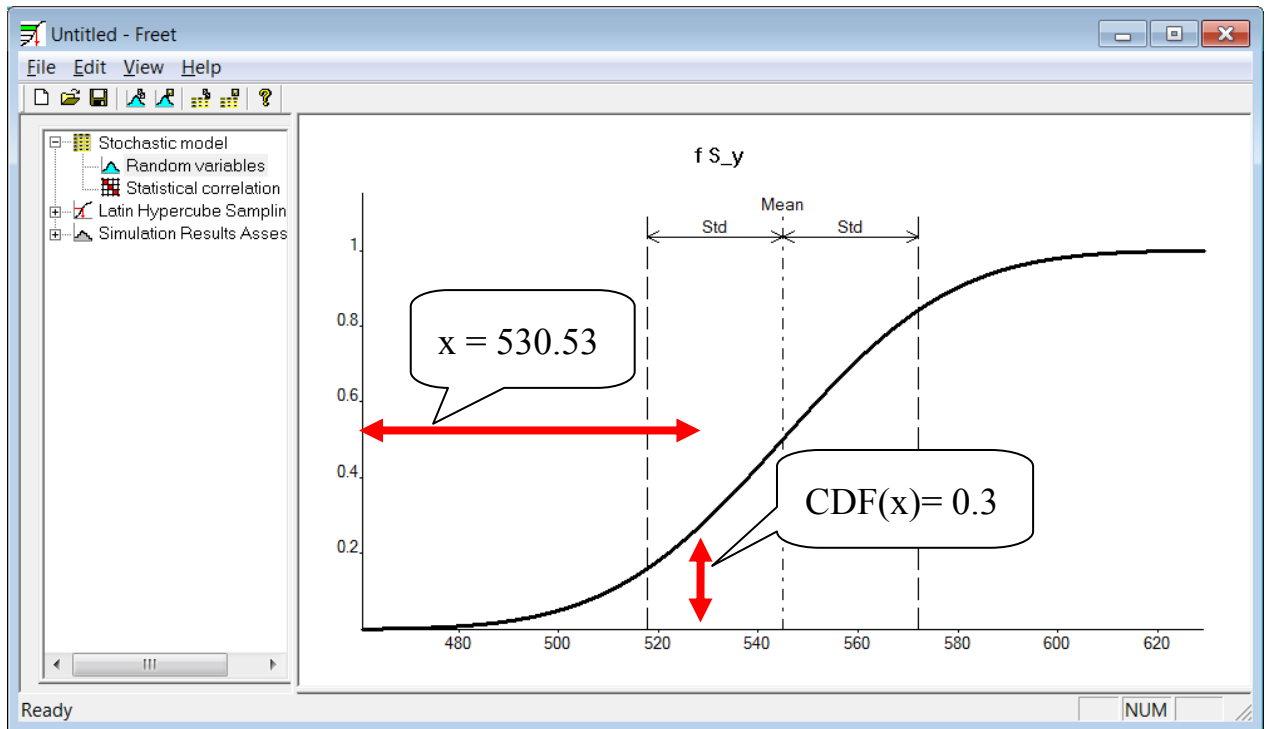 Untitled - Freet
File Edit View Help
Stochastic model
Random variables
Statistical correlation
Latin Hypercube Samplin
Simulation Results Asses
f S_y
Mean
Std Std
1
0.8
0.6
0.4
0.2
x = 530.53
CDF(x)= 0.3
480 500 520 540 560 580 600 620
Ready
NUM